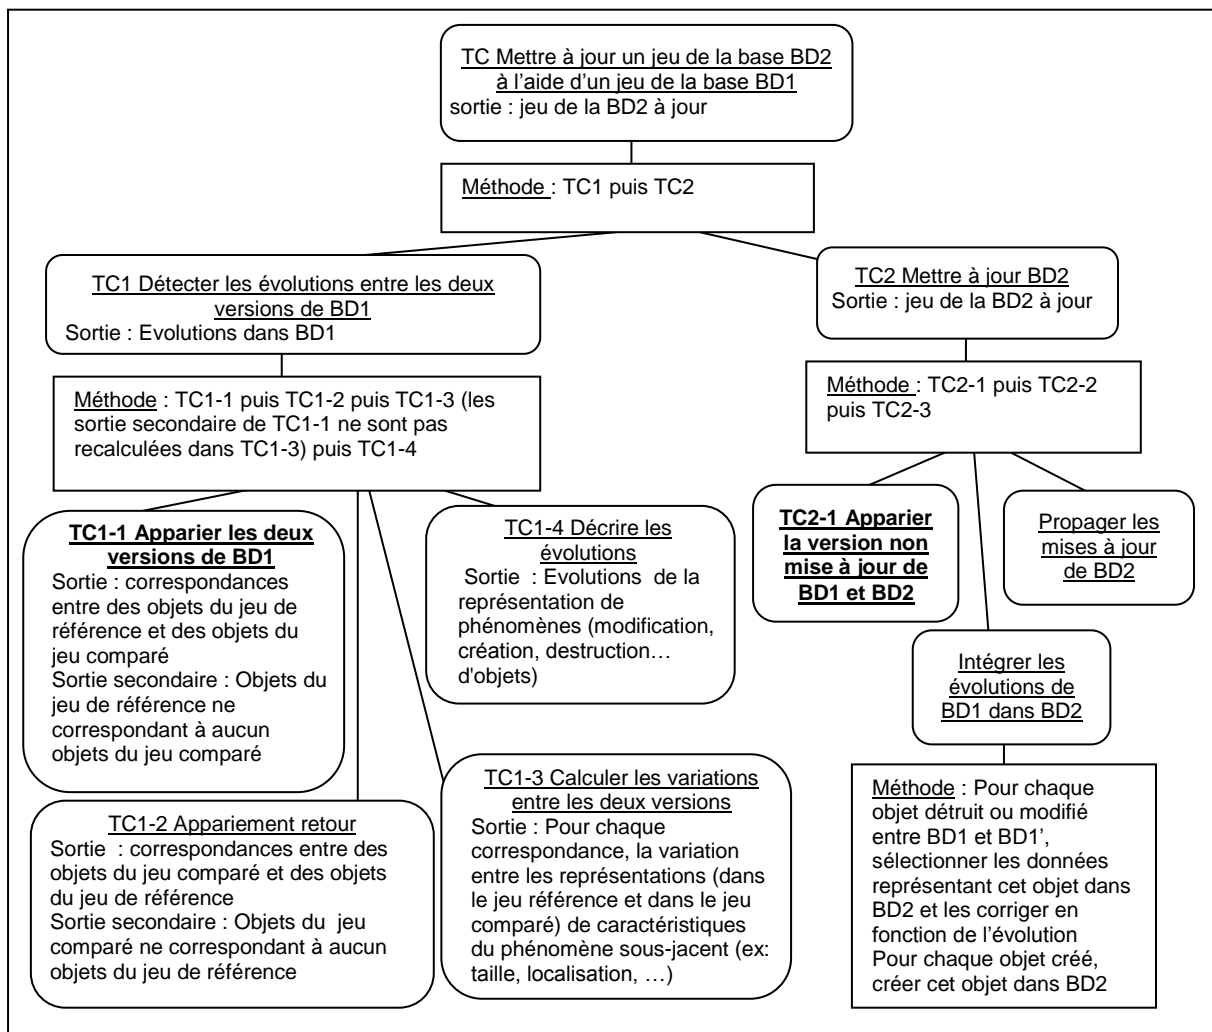 TC Mettre à jour un jeu de la base BD2
à l'aide d'un jeu de la base BD1
sortie : jeu de la BD2 à jour
Méthode : TC1 puis TC2
TC1 Détecter les évolutions entre les deux
versions de BD1
Sortie : Evolutions dans BD1
TC2 Mettre à jour BD2
Sortie : jeu de la BD2 à jour
Méthode : TC1-1 puis TC1-2 puis TC1-3 (les
sortie secondaire de TC1-1 ne sont pas
recalculées dans TC1-3) puis TC1-4
Méthode : TC2-1 puis TC2-2
puis TC2-3
TC1-1 Apparier les deux
versions de BD1
Sortie : correspondances
entre des objets du jeu de
référence et des objets du
jeu comparé
Sortie secondaire : Objets du
jeu de référence ne
correspondant à aucun
objets du jeu comparé
TC1-4 Décrire les
évolutions
Sortie : Evolutions de la
représentation de
phénomènes (modification,
création, destruction…
d'objets)
TC2-1 Apparier
la version non
mise à jour de
BD1 et BD2
Propager les
mises à jour
de BD2
Intégrer les
évolutions de
BD1 dans BD2
TC1-2 Appariement retour
Sortie : correspondances entre des
objets du jeu comparé et des objets
du jeu de référence
Sortie secondaire : Objets du jeu
comparé ne correspondant à aucun
objets du jeu de référence
TC1-3 Calculer les variations
entre les deux versions
Sortie : Pour chaque
correspondance, la variation
entre les représentations (dans
le jeu référence et dans le jeu
comparé) de caractéristiques
du phénomène sous-jacent (ex:
taille, localisation, …)
Méthode : Pour chaque
objet détruit ou modifié
entre BD1 et BD1',
sélectionner les données
représentant cet objet dans
BD2 et les corriger en
fonction de l'évolution
Pour chaque objet créé,
créer cet objet dans BD2